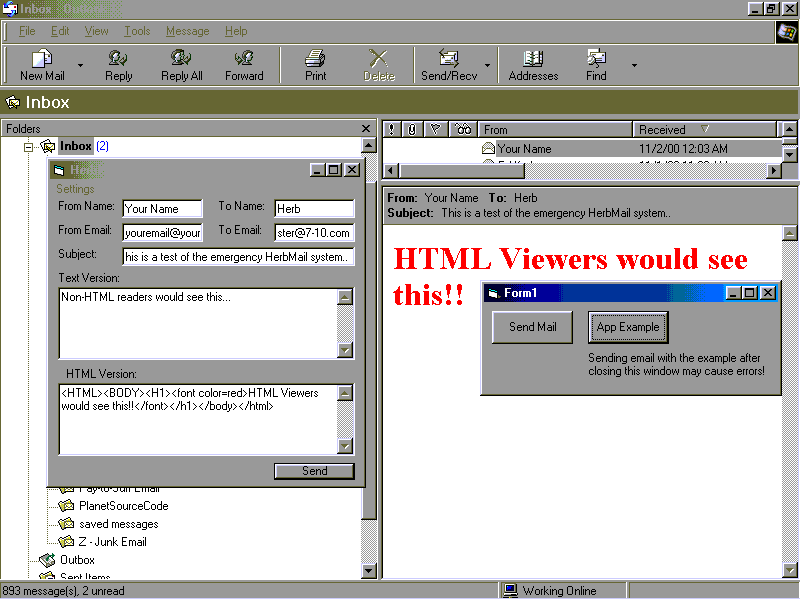 Inbox
File Edit View Tools Message Help
New Mail Reply Reply All Forward Print Delete Send/Recv Addresses Find
Inbox
Folders
Inbox (2)
From Received
Your Name 11/2/00 12:03 AM
Settings
From Name: Your Name To Name: Herb
From Email: youremail@your To Email: ster@7-10.com
Subject: his is a test of the emergency HerbMail system..
Text Version:
Non-HTML readers would see this...
HTML Version:
<HTML><BODY><H1><font color=red>HTML Viewers
would see this!!</font></h1></body></html>
Send
PlanetSourceCode
saved messages
Z - Junk Email
Outbox
Sent Items
From: Your Name To: Herb
Subject: This is a test of the emergency HerbMail system..
HTML Viewers would see
this!!
Form1
Send Mail App Example
Sending email with the example after
closing this window may cause errors!
893 message(s), 2 unread
Working Online